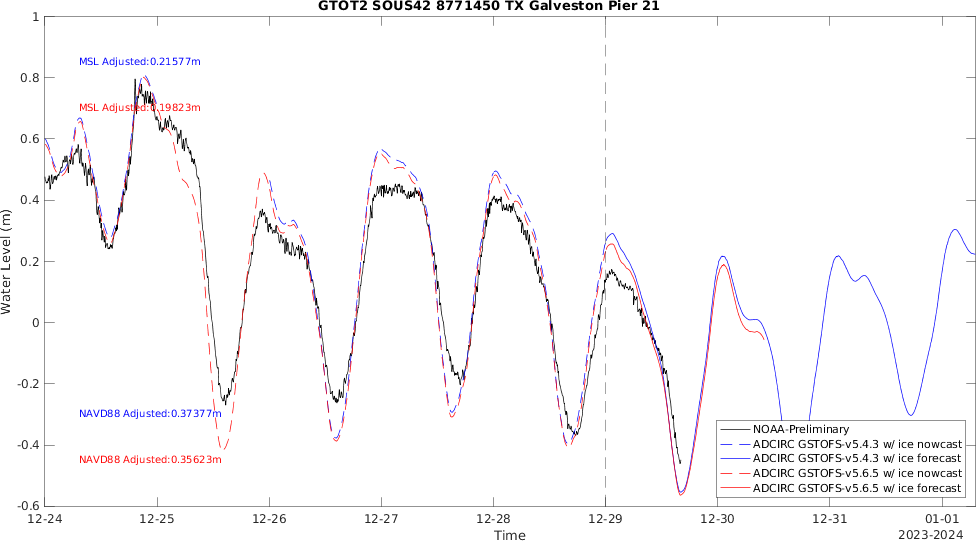 GTOT2 SOUS42 8771450 TX Galveston Pier 21
1
0.8
0.6
0.4
0.2
0
-0.2
-0.4
-0.6
Water Level (m)
MSL Adjusted:0.21577m
MSL Adjusted:0.19823m
NAVD88 Adjusted:0.37377m
NAVD88 Adjusted:0.35623m
NOAA-Preliminary
ADCIRC GSTOFS-v5.4.3 w/ ice nowcast
ADCIRC GSTOFS-v5.4.3 w/ ice forecast
ADCIRC GSTOFS-v5.6.5 w/ ice nowcast
ADCIRC GSTOFS-v5.6.5 w/ ice forecast
12-24 12-25 12-26 12-27 12-28 12-29 12-30 12-31 01-01
Time
2023-2024